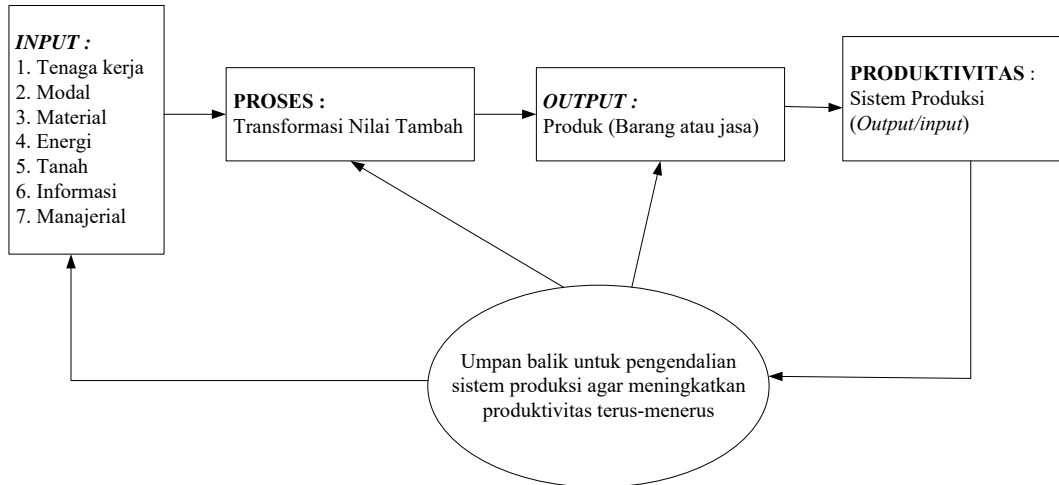 INPUT :
1. Tenaga kerja
2. Modal
3. Material
4. Energi
5. Tanah
6. Informasi
7. Manajerial
PROSES :
Transformasi Nilai Tambah
OUTPUT :
Produk (Barang atau jasa)
PRODUKTIVITAS :
Sistem Produksi
(Output/input)
Umpan balik untuk pengendalian
sistem produksi agar meningkatkan
produktivitas terus-menerus